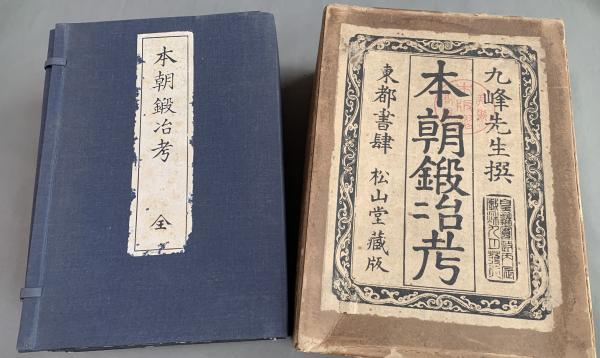 本朝鍛冶考 全
九峰先生撰
本朝鍛冶考
東都書肆 松山堂藏版